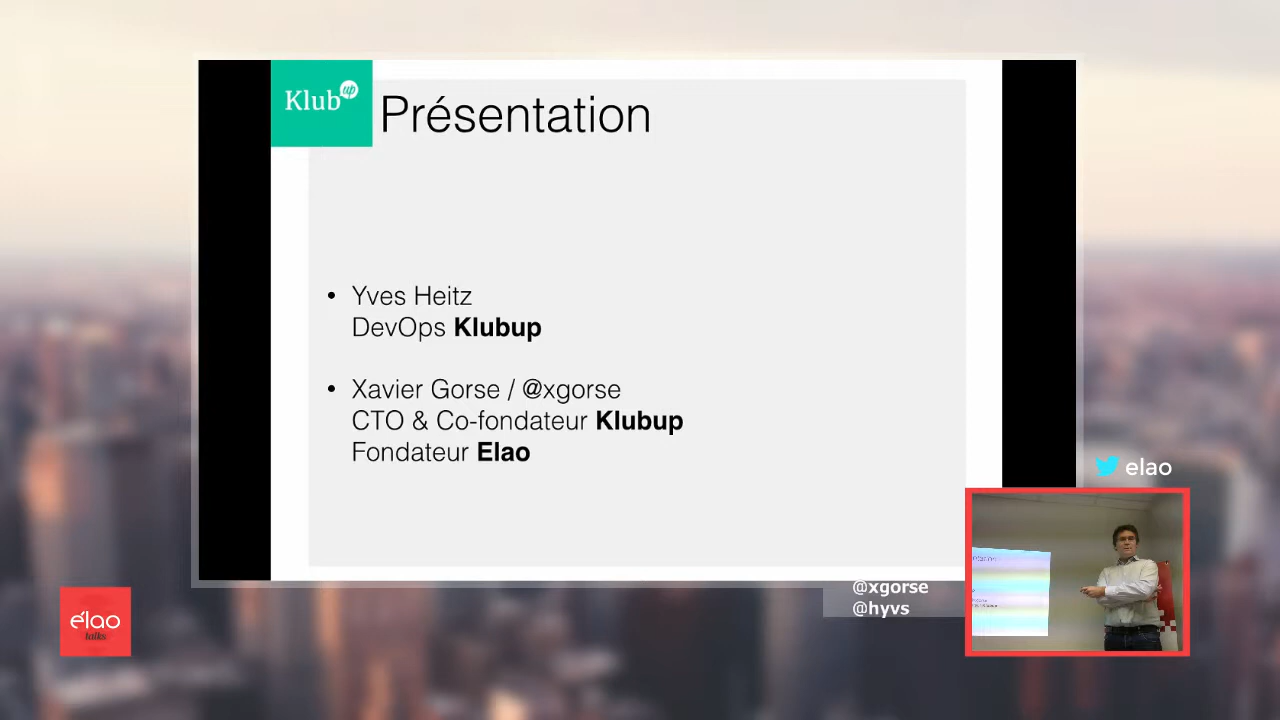 Klub up
Présentation
• Yves Heitz
DevOps Klubup
• Xavier Gorse / @xgorse
CTO & Co-fondateur Klubup
Fondateur Elao
elao
@xgorse
@hyvs
élao
talks